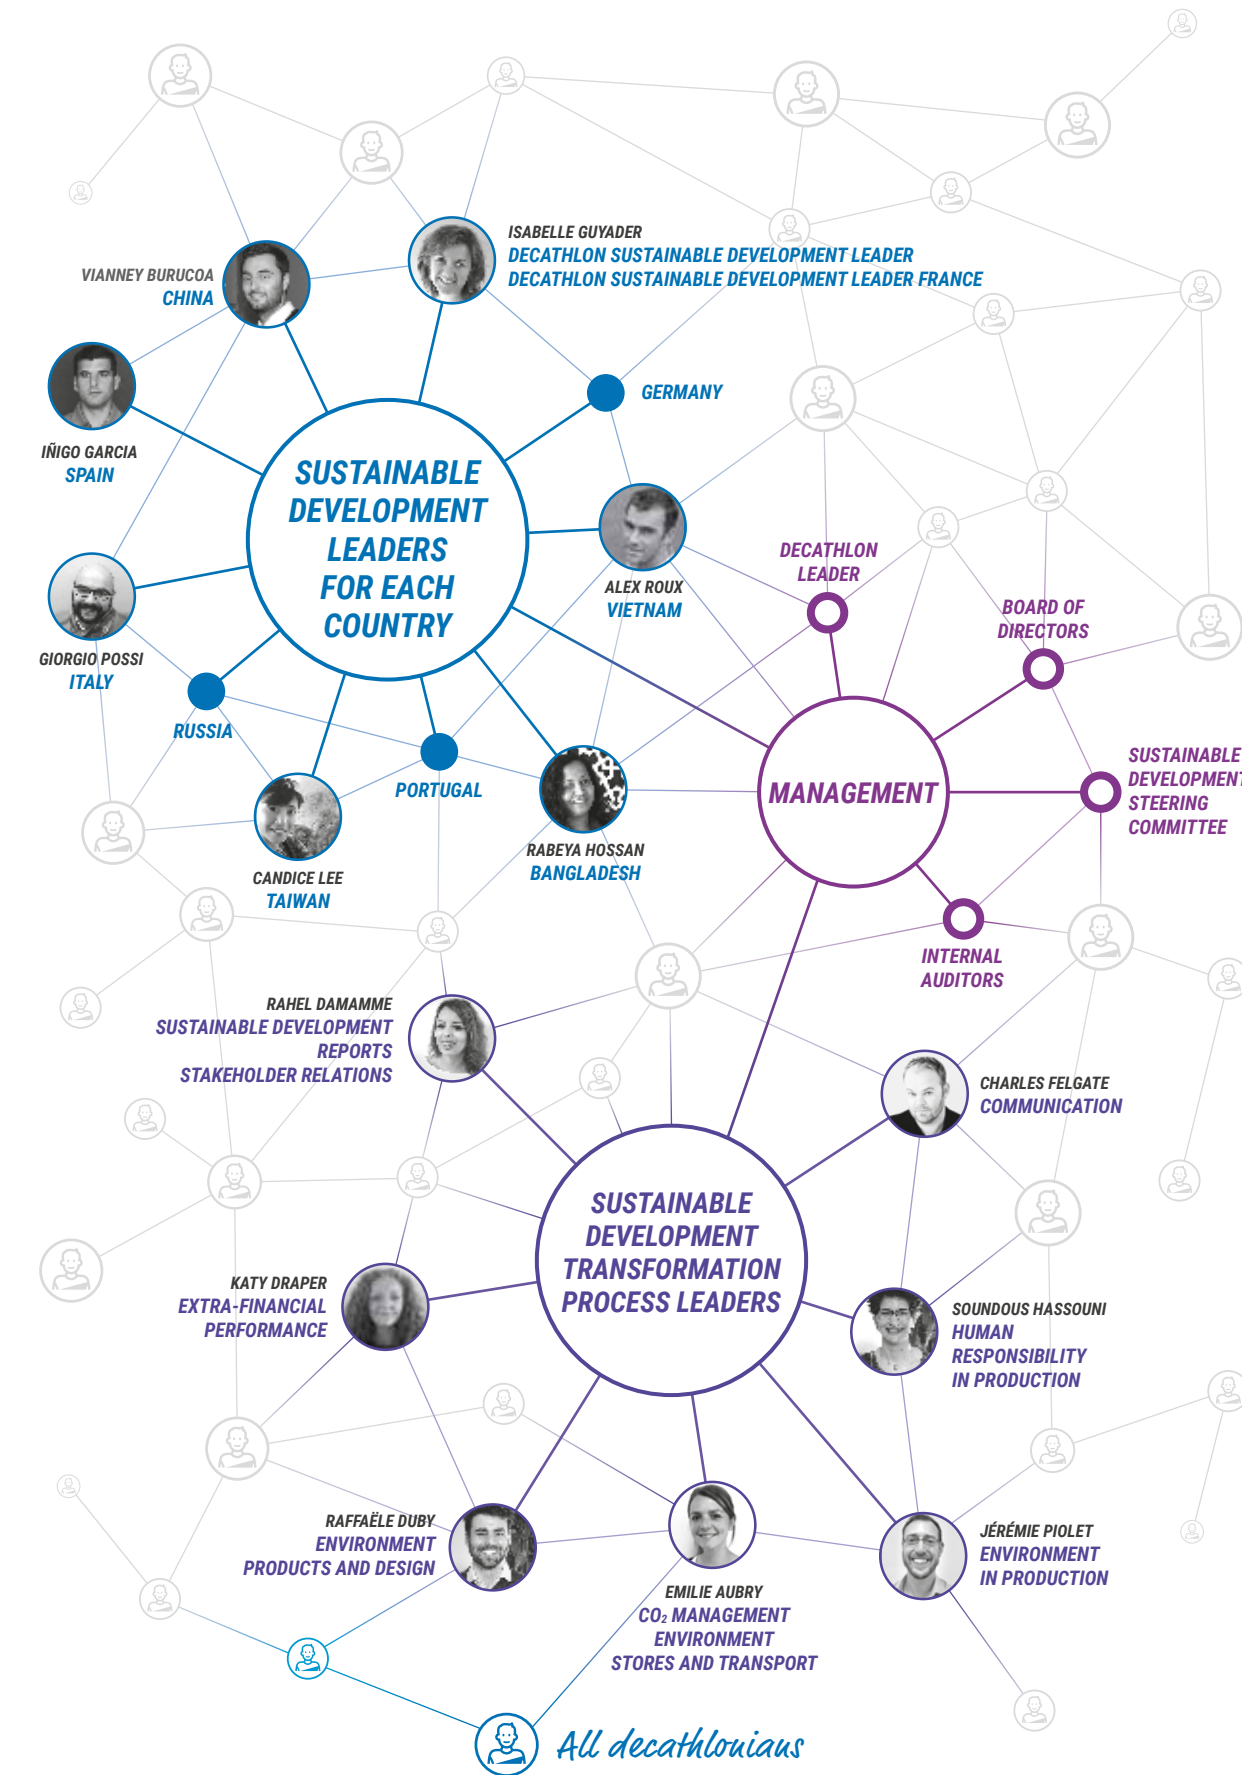 ISABELLE GUYADER
DECATHLON SUSTAINABLE DEVELOPMENT LEADER
DECATHLON SUSTAINABLE DEVELOPMENT LEADER FRANCE
VIANNEY BURUCOA
CHINA
GERMANY
IÑIGO GARCIA
SPAIN
SUSTAINABLE
DEVELOPMENT
LEADERS
FOR EACH
COUNTRY
ALEX ROUX
VIETNAM
DECATHLON
LEADER
BOARD OF
DIRECTORS
GIORGIO POSSI
ITALY
RUSSIA
PORTUGAL
MANAGEMENT
SUSTAINABLE
DEVELOPMENT
STEERING
COMMITTEE
RABEYA HOSSAN
BANGLADESH
CANDICE LEE
TAIWAN
INTERNAL
AUDITORS
RAHEL DAMAMME
SUSTAINABLE DEVELOPMENT
REPORTS
STAKEHOLDER RELATIONS
CHARLES FELGATE
COMMUNICATION
SUSTAINABLE
DEVELOPMENT
TRANSFORMATION
PROCESS LEADERS
KATY DRAPER
EXTRA-FINANCIAL
PERFORMANCE
SOUNDOUS HASSOUNI
HUMAN
RESPONSIBILITY
IN PRODUCTION
RAFFAËLE DUBY
ENVIRONMENT
PRODUCTS AND DESIGN
JÉRÉMIE PIOLET
ENVIRONMENT
IN PRODUCTION
EMILIE AUBRY
CO₂ MANAGEMENT
ENVIRONMENT
STORES AND TRANSPORT
All decathlonians